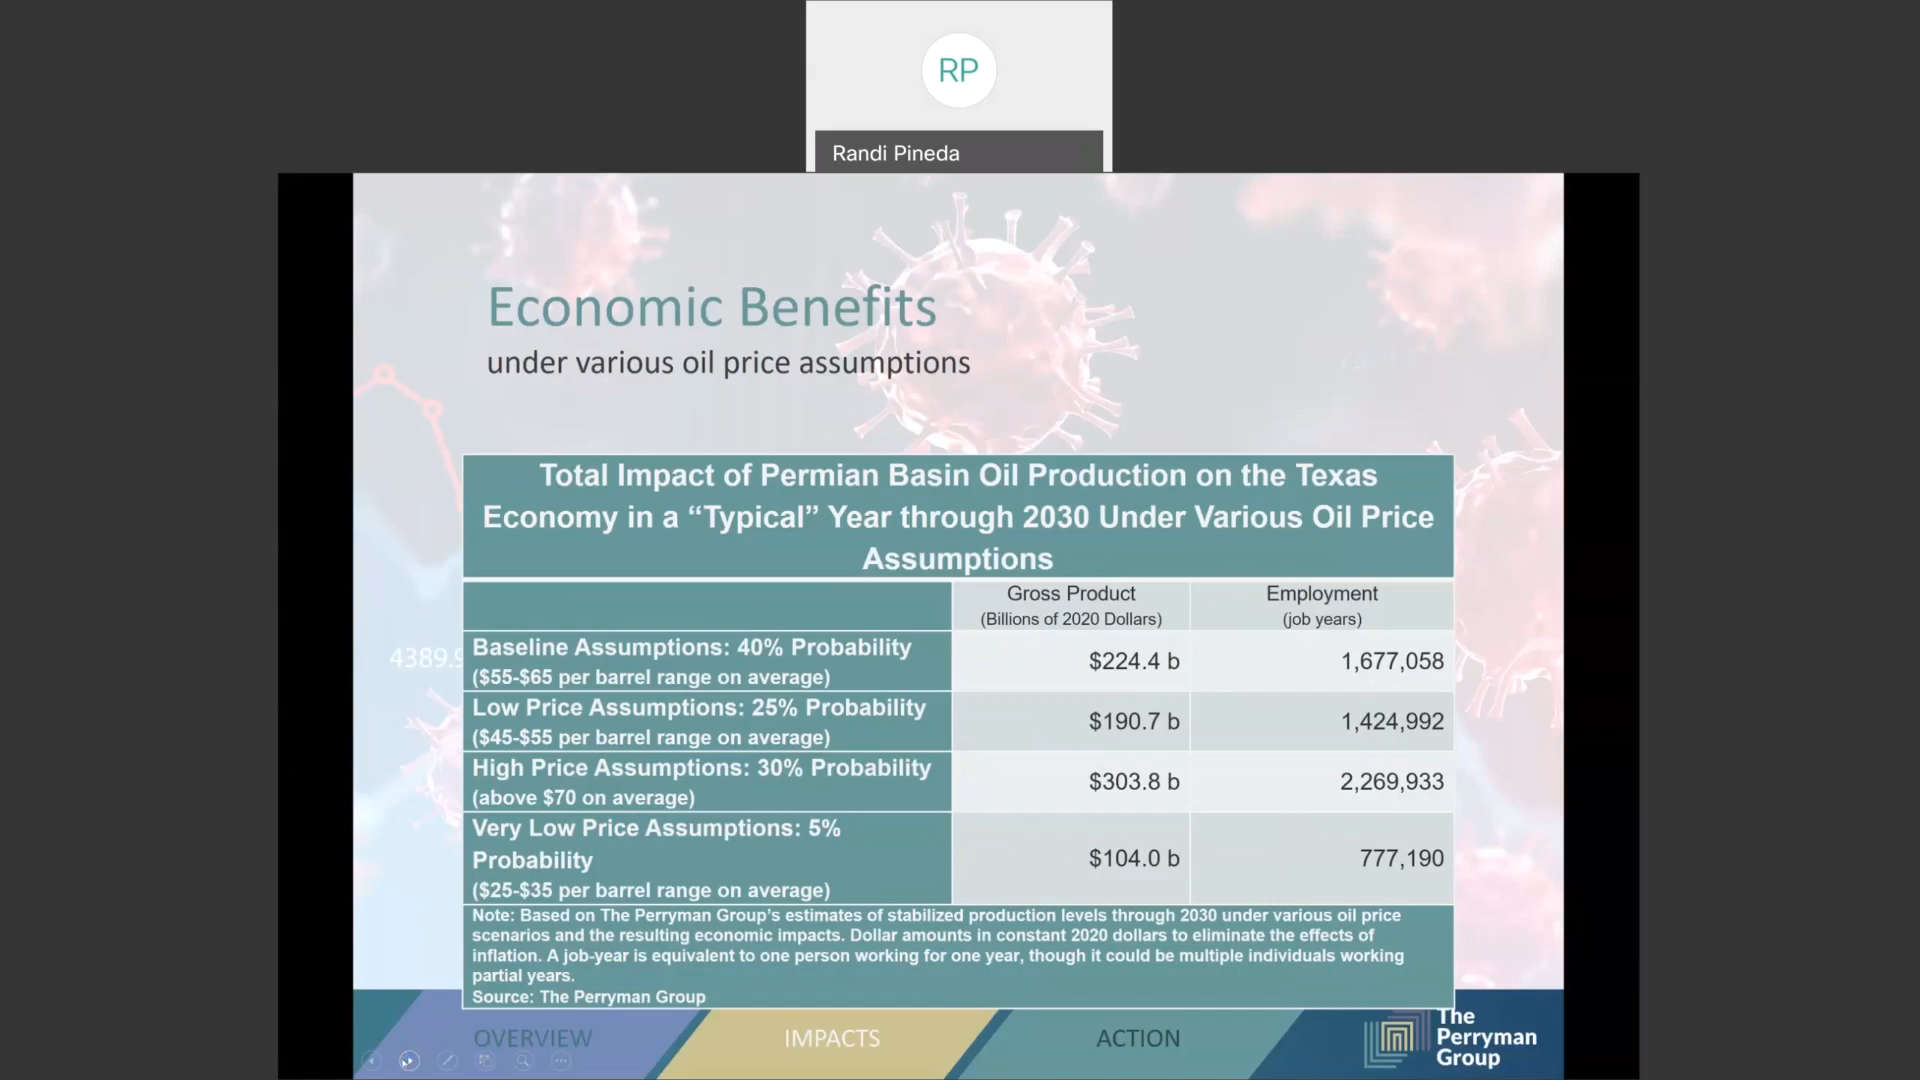 RP
Randi Pineda
Economic Benefits
under various oil price assumptions
Total Impact of Permian Basin Oil Production on the Texas
Economy in a “Typical” Year through 2030 Under Various Oil Price
Assumptions
Gross Product
(Billions of 2020 Dollars)
Employment
(job years)
Baseline Assumptions: 40% Probability
($55-$65 per barrel range on average)
$224.4 b
1,677,058
Low Price Assumptions: 25% Probability
($45-$55 per barrel range on average)
$190.7 b
1,424,992
High Price Assumptions: 30% Probability
(above $70 on average)
$303.8 b
2,269,933
Very Low Price Assumptions: 5%
Probability
($25-$35 per barrel range on average)
$104.0 b
777,190
Note: Based on The Perryman Group’s estimates of stabilized production levels through 2030 under various oil price
scenarios and the resulting economic impacts. Dollar amounts in constant 2020 dollars to eliminate the effects of
inflation. A job-year is equivalent to one person working for one year, though it could be multiple individuals working
partial years.
Source: The Perryman Group
OVERVIEW
IMPACTS
ACTION
The
Perryman
Group